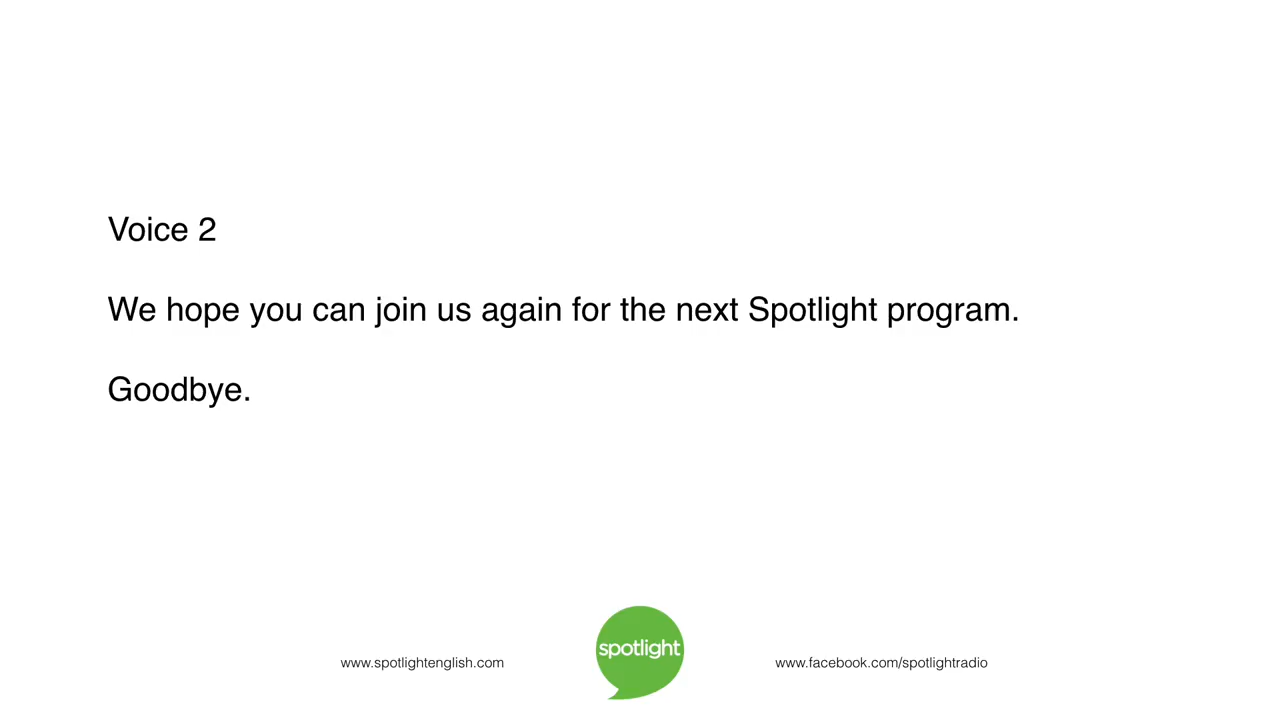 Voice 2
We hope you can join us again for the next Spotlight program.
Goodbye.
spotlight
www.spotlightenglish.com
www.facebook.com/spotlightradio